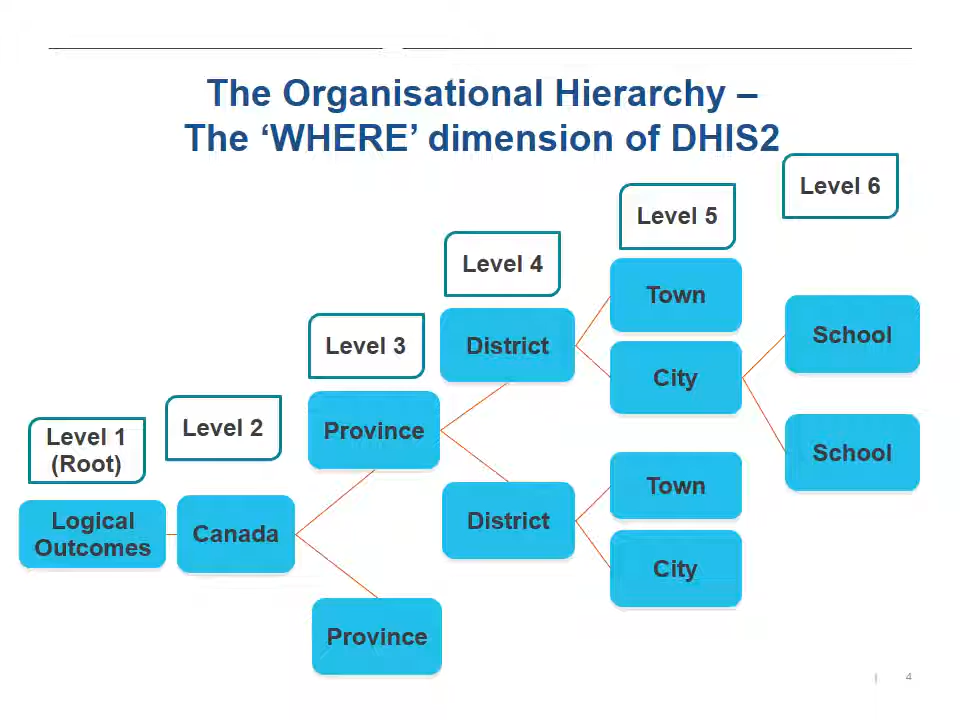 The Organisational Hierarchy –
The ‘WHERE’ dimension of DHIS2
Level 6
Level 5
Level 4
Town
School
Level 3
District
City
Level 2
Province
Level 1
(Root)
School
Town
Logical
Outcomes
Canada
District
City
Province
4